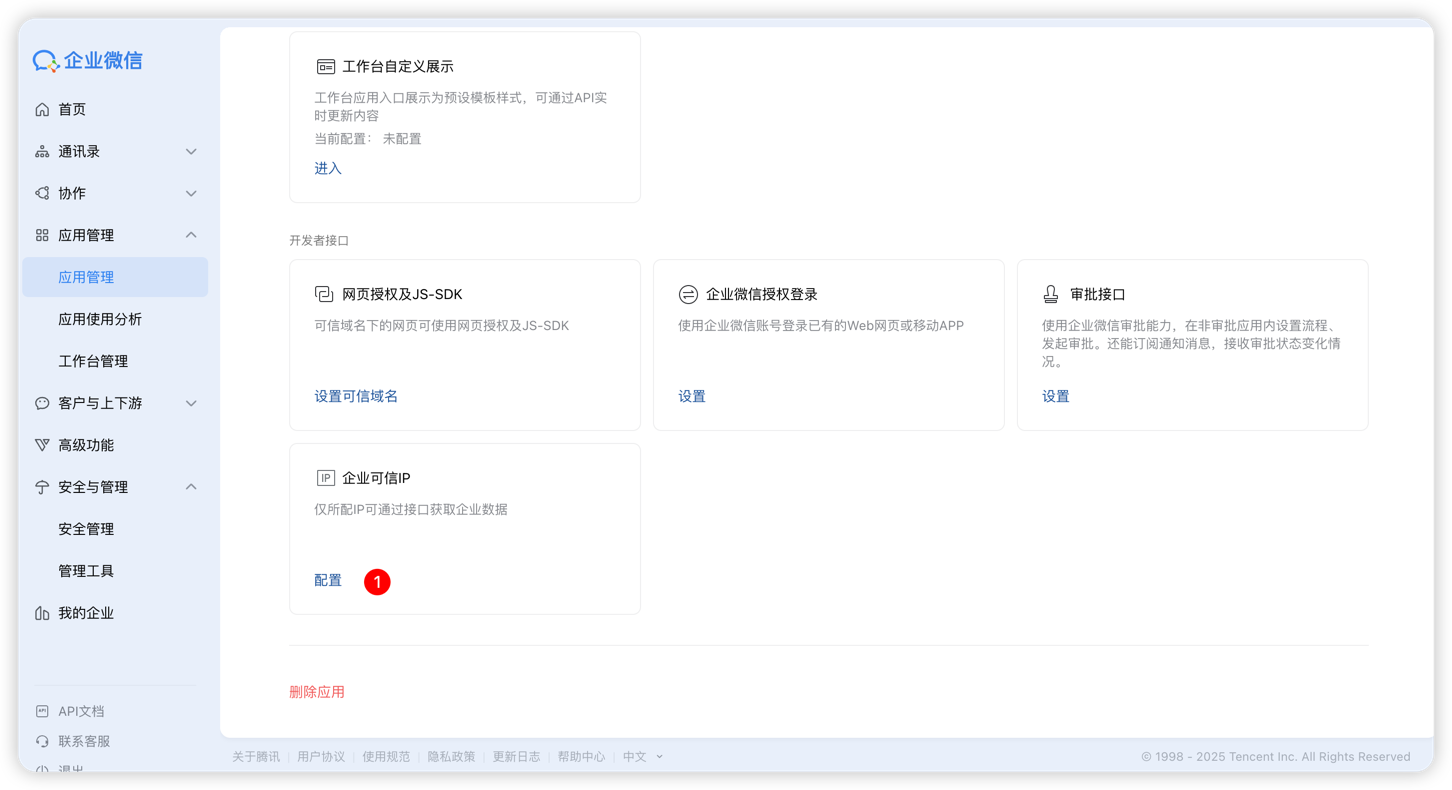 企业微信
首页
通讯录
协作
应用管理
应用管理
应用使用分析
工作台管理
客户与上下游
高级功能
安全与管理
安全管理
管理工具
我的企业
API文档
联系客服
退出
工作台自定义展示
工作台应用入口展示为预设模板样式，可通过API实
时更新内容
当前配置： 未配置
进入
开发者接口
网页授权及JS-SDK
可信域名下的网页可使用网页授权及JS-SDK
设置可信域名
企业微信授权登录
使用企业微信账号登录已有的Web网页或移动APP
设置
审批接口
使用企业微信审批能力，在非审批应用内设置流程、
发起审批。还能订阅通知消息，接收审批状态变化情
况。
设置
IP 企业可信IP
仅所配IP可通过接口获取企业数据
配置 1
删除应用
关于腾讯 | 用户协议 | 使用规范 | 隐私政策 | 更新日志 | 帮助中心 | 中文
© 1998 - 2025 Tencent Inc. All Rights Reserved